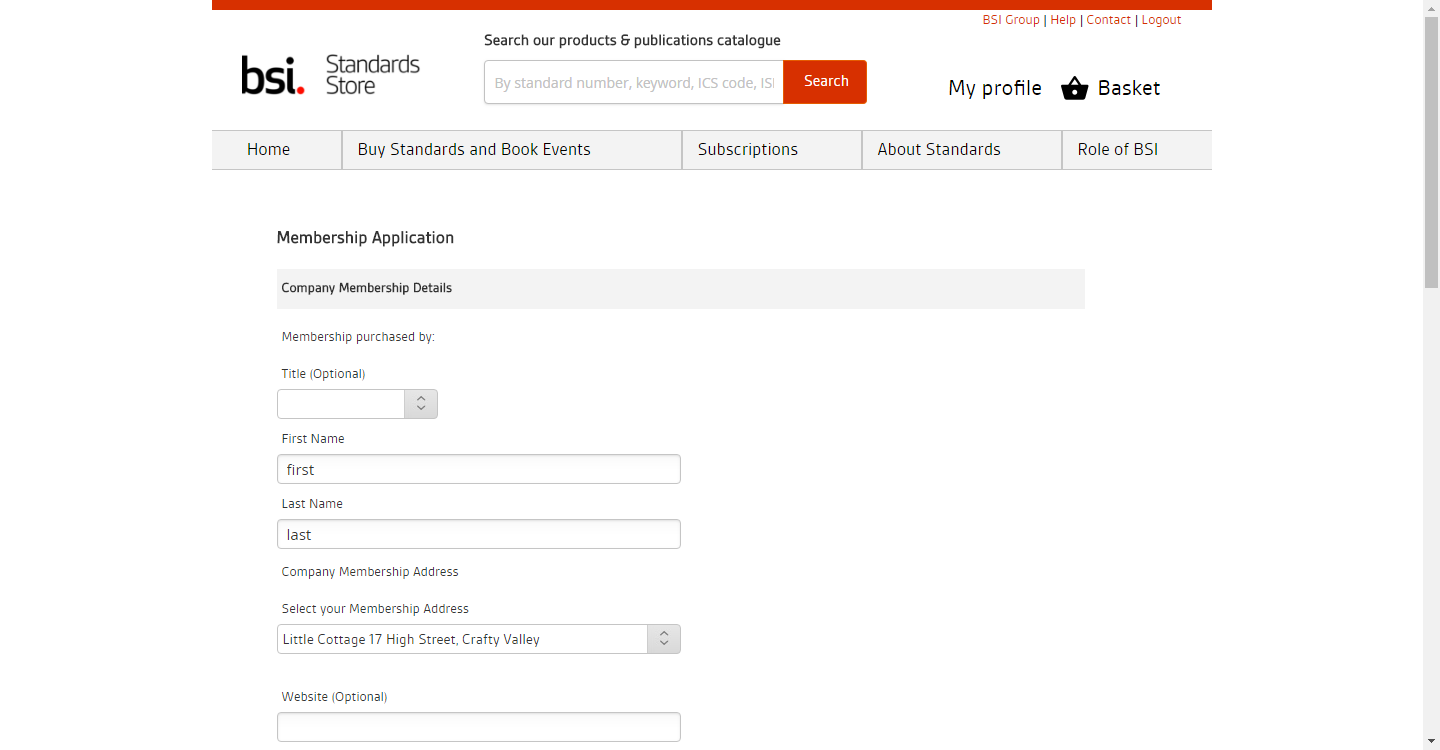 BSI Group | Help | Contact | Logout
Search our products & publications catalogue
bsi. Standards Store
By standard number, keyword, ICS code, ISI
Search
My profile
Basket
Home
Buy Standards and Book Events
Subscriptions
About Standards
Role of BSI
Membership Application
Company Membership Details
Membership purchased by:
Title (Optional)
First Name
first
Last Name
last
Company Membership Address
Select your Membership Address
Little Cottage 17 High Street, Crafty Valley
Website (Optional)